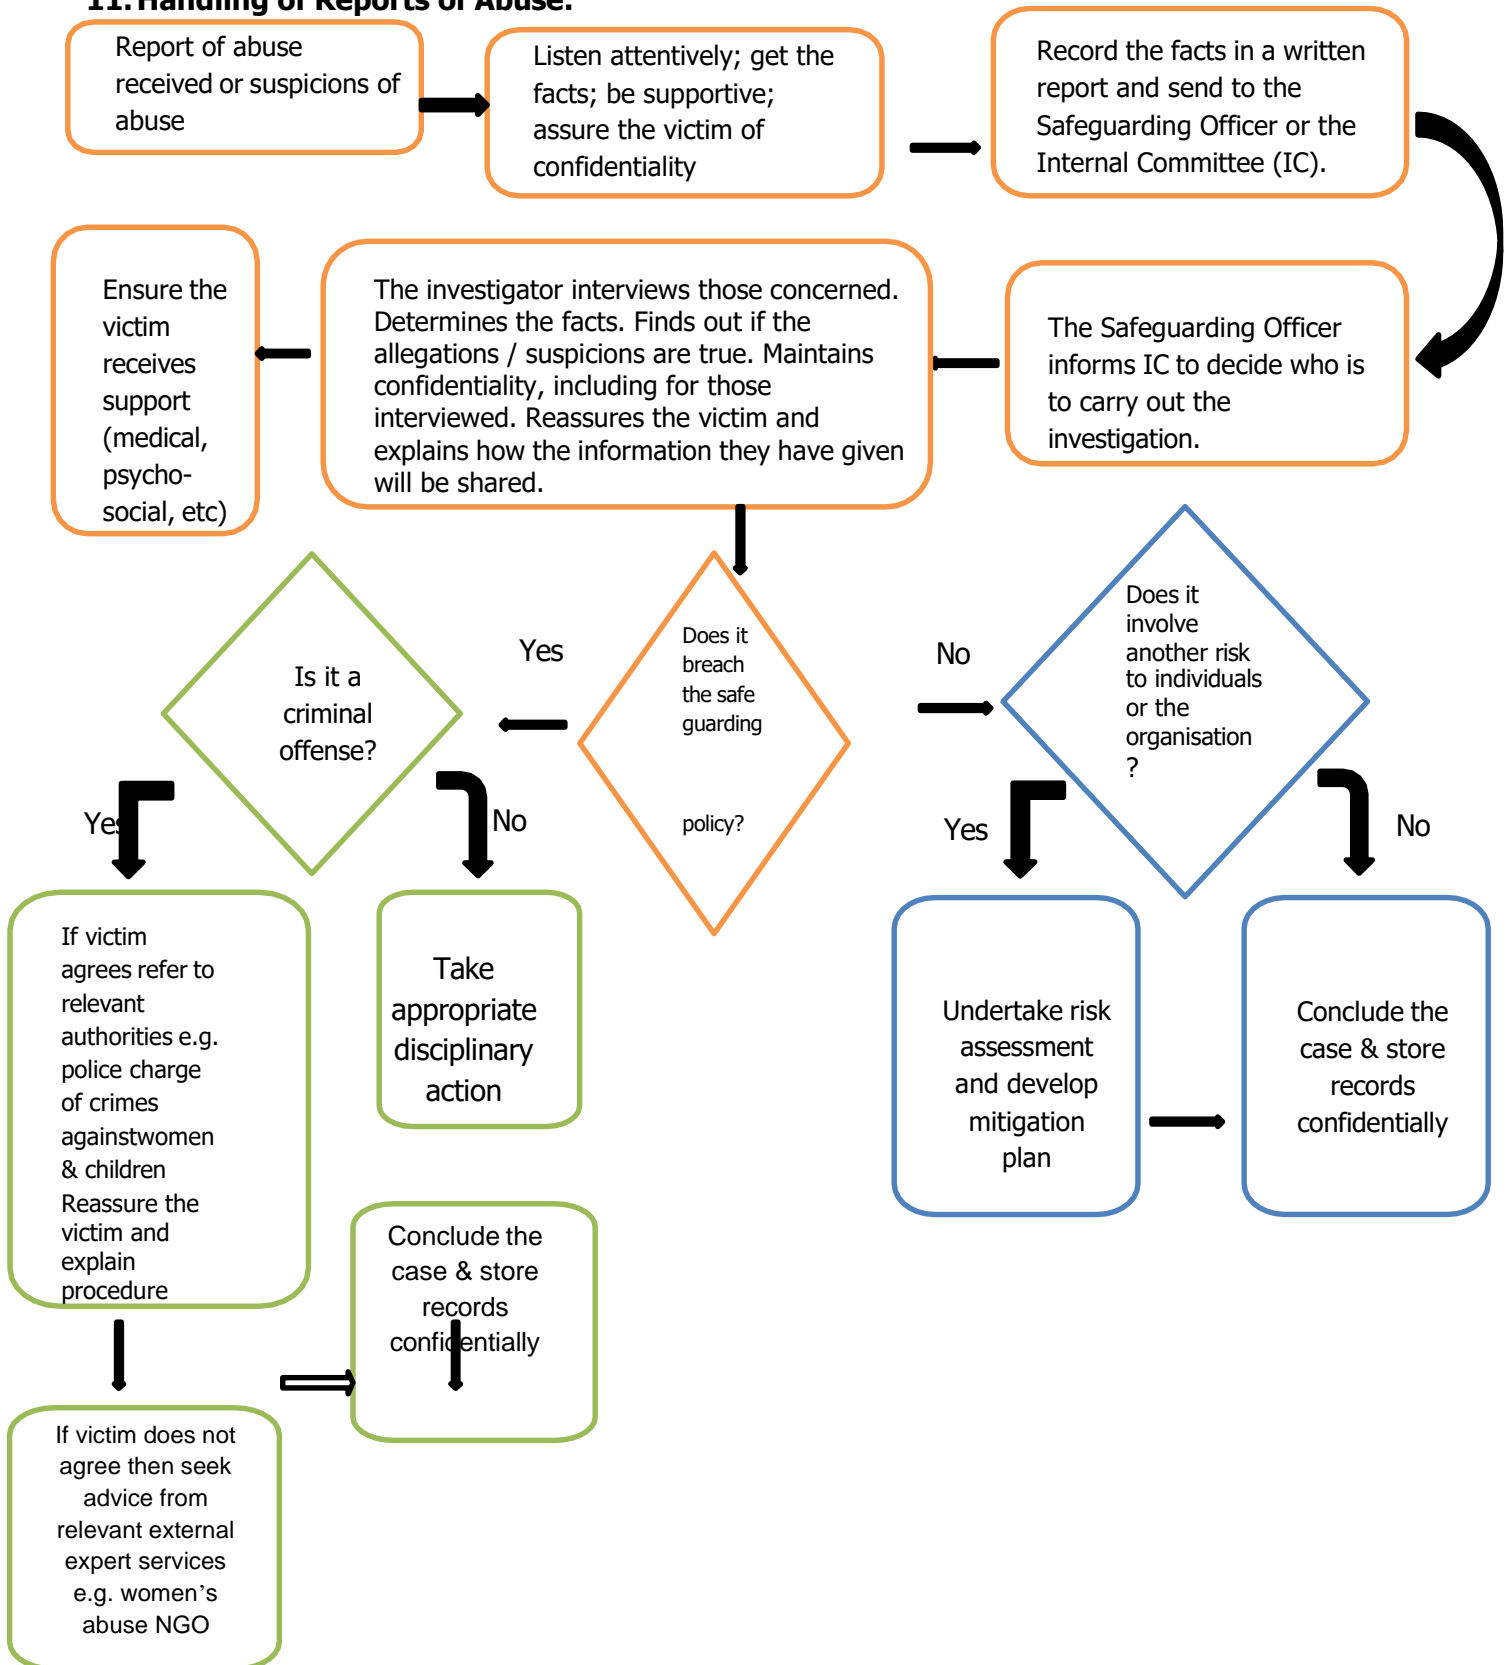 11. Handling of Reports of Abuse.
Report of abuse
received or suspicions of
abuse
Listen attentively; get the
facts; be supportive;
assure the victim of
confidentiality
Record the facts in a written
report and send to the
Safeguarding Officer or the
Internal Committee (IC).
Ensure the
victim
receives
support
(medical,
psycho-
social, etc)
The investigator interviews those concerned.
Determines the facts. Finds out if the
allegations / suspicions are true. Maintains
confidentiality, including for those
interviewed. Reassures the victim and
explains how the information they have given
will be shared.
The Safeguarding Officer
informs IC to decide who is
to carry out the
investigation.
Is it a
criminal
offense?
Yes
Does it
breach
the safe
guarding
policy?
No
Does it
involve
another risk
to individuals
or the
organisation
?
Yes
No
Yes
No
If victim
agrees refer to
relevant
authorities e.g.
police charge
of crimes
againstwomen
& children
Reassure the
victim and
explain
procedure
Take
appropriate
disciplinary
action
Undertake risk
assessment
and develop
mitigation
plan
Conclude the
case & store
records
confidentially
Conclude the
case & store
records
confidentially
If victim does not
agree then seek
advice from
relevant external
expert services
e.g. women’s
abuse NGO